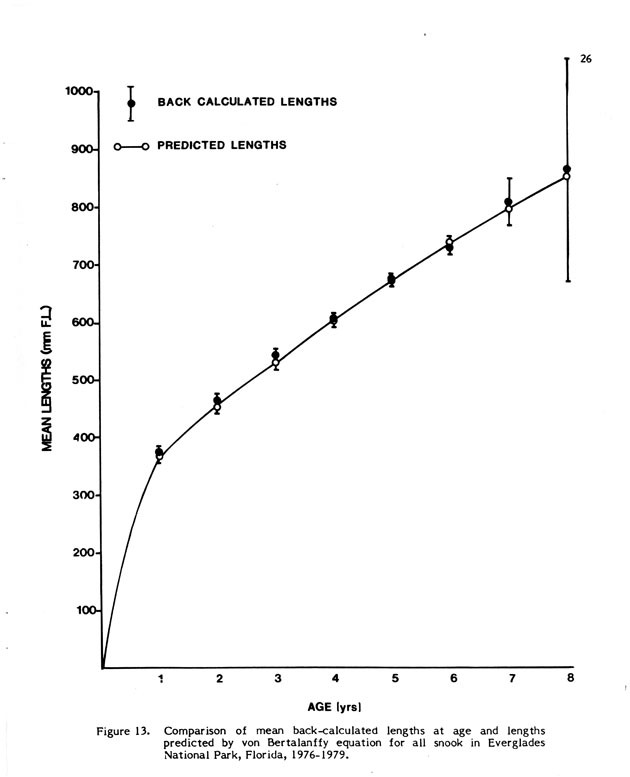 26
BACK CALCULATED LENGTHS
PREDICTED LENGTHS
1000
900
800
700
600
500
400
300
200
100
MEAN LENGTHS (mm F.L.)
1 2 3 4 5 6 7 8
AGE (yrs)
Figure 13. Comparison of mean back-calculated lengths at age and lengths
predicted by von Bertalanffy equation for all snook in Everglades
National Park, Florida, 1976-1979.